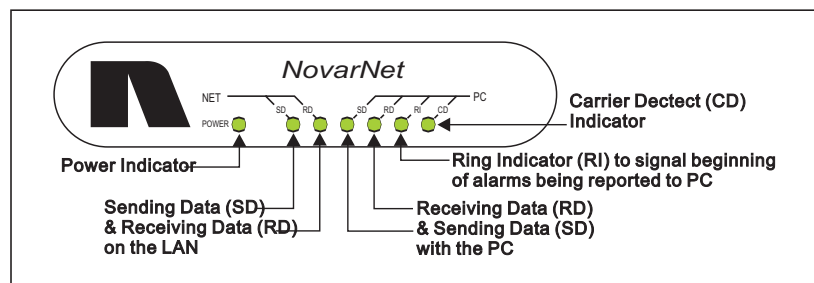 NovarNet
NET
PC
SD
RD
SD
RD
RI
CD
POWER
Carrier Dectect (CD)
Indicator
Power Indicator
Ring Indicator (RI) to signal beginning
of alarms being reported to PC
Sending Data (SD)
& Receiving Data (RD)
on the LAN
Receiving Data (RD)
& Sending Data (SD)
with the PC